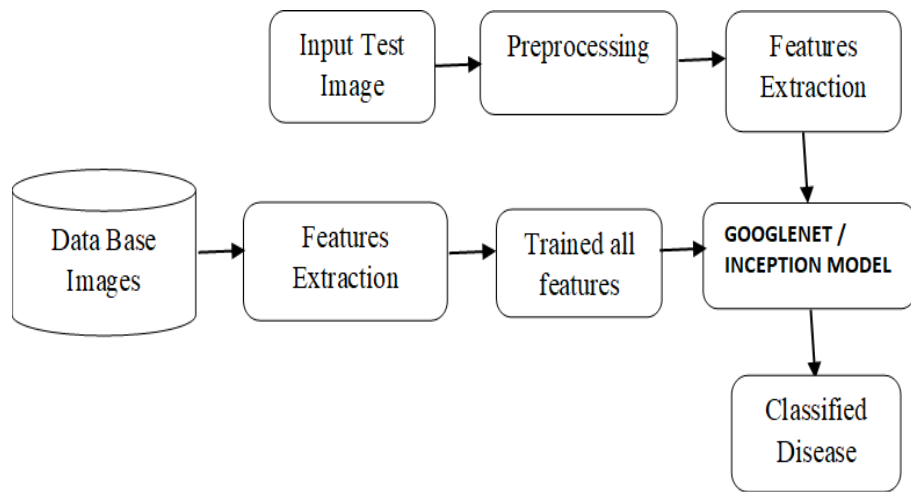 Input Test
Image
Preprocessing
Features
Extraction
Data Base
Images
Features
Extraction
Trained all
features
GOOGLENET /
INCEPTION MODEL
Classified
Disease